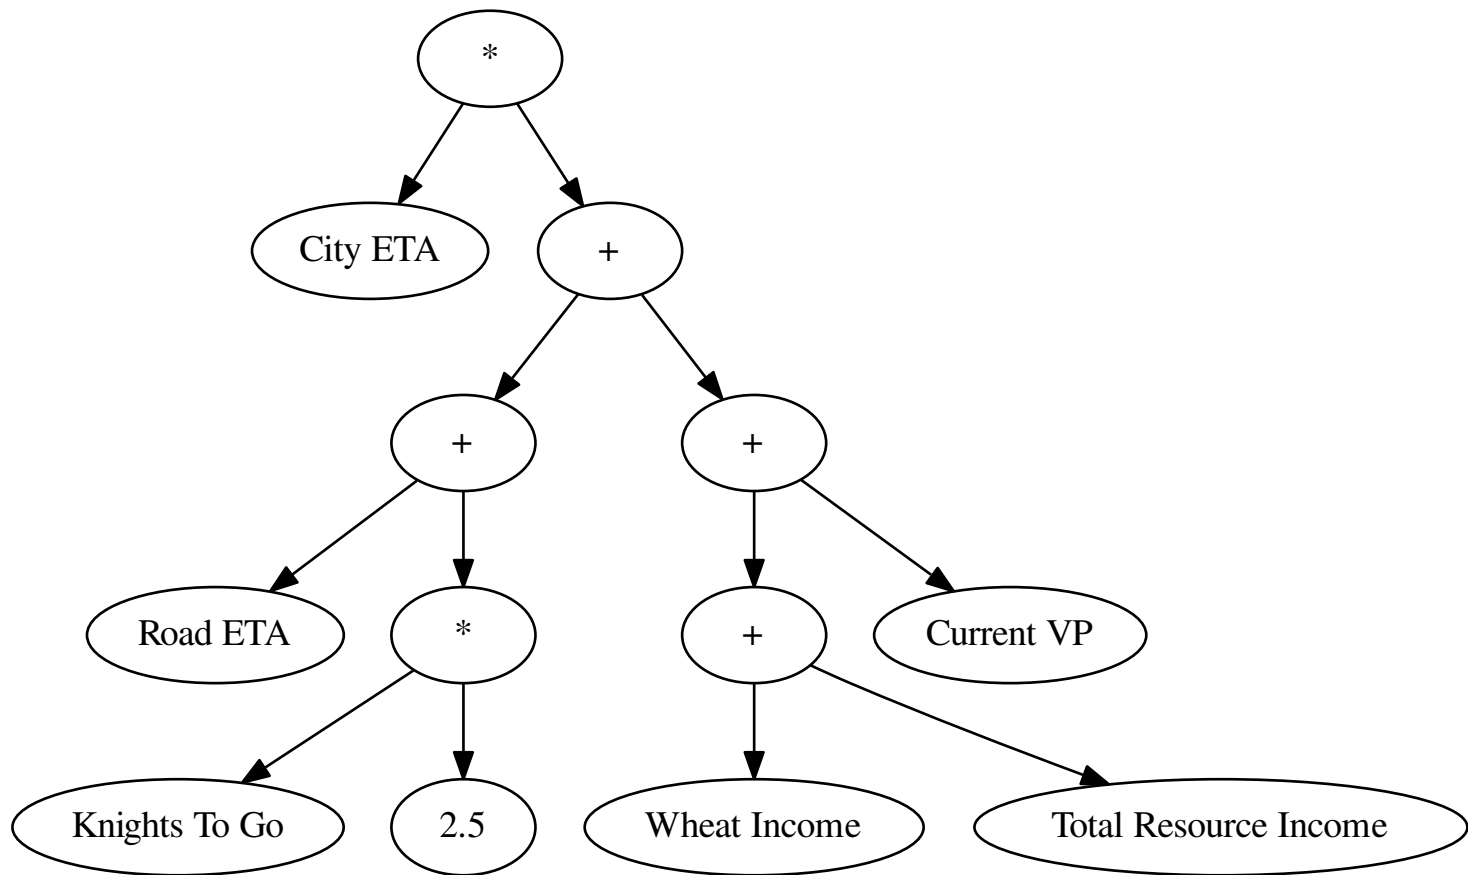 *
City ETA
+
+
+
Road ETA
*
+
Current VP
Knights To Go
2.5
Wheat Income
Total Resource Income